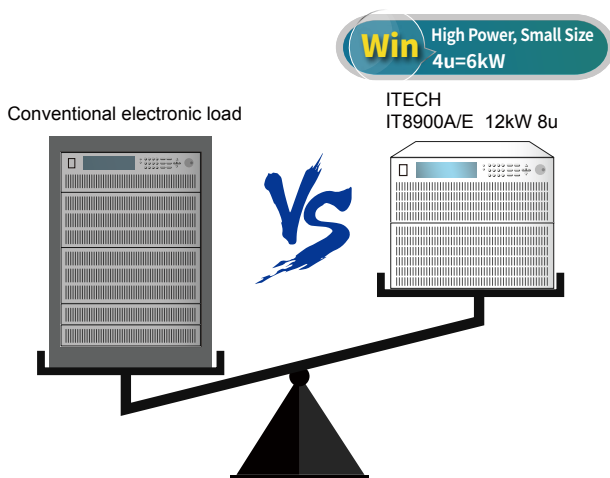 Win
High Power, Small Size
4u=6kW
Conventional electronic load
ITECH
IT8900A/E 12kW 8u
VS